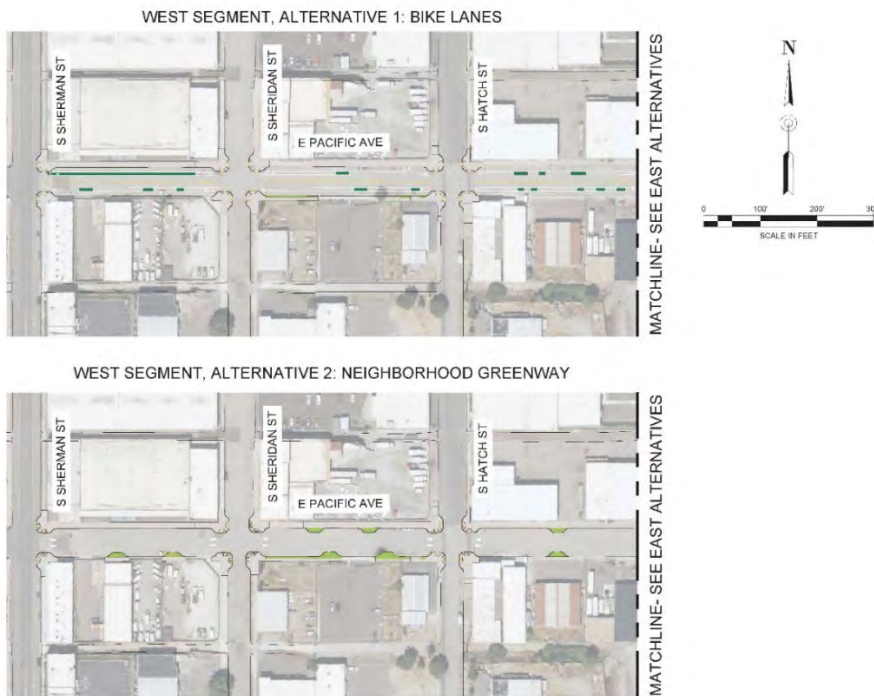 WEST SEGMENT, ALTERNATIVE 1: BIKE LANES
S SHERMAN ST
S SHERIDAN ST
E PACIFIC AVE
S HATCH ST
MATCHLINE- SEE EAST ALTERNATIVES
N
0 100' 200' 30
SCALE IN FEET
WEST SEGMENT, ALTERNATIVE 2: NEIGHBORHOOD GREENWAY
S SHERMAN ST
S SHERIDAN ST
E PACIFIC AVE
S HATCH ST
MATCHLINE- SEE EAST ALTERNATIVES